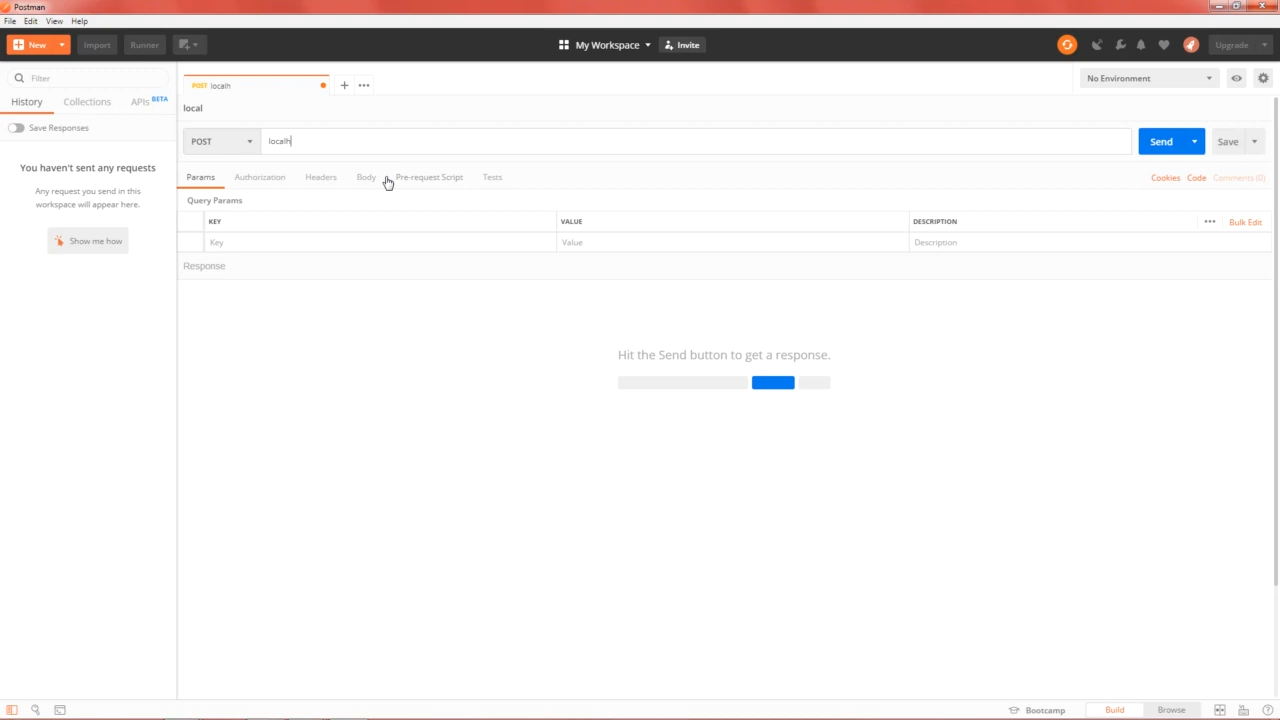 Postman
File Edit View Help
New Import Runner My Workspace Invite Upgrade
Filter
History Collections APIs BETA
Save Responses
You haven't sent any requests
Any request you send in this
workspace will appear here.
Show me how
POST localh
No Environment
local
POST localh Send Save
Params Authorization Headers Body Pre-request Script Tests Cookies Code Comments (0)
Query Params
KEY VALUE DESCRIPTION Bulk Edit
Key Value Description
Response
Hit the Send button to get a response.
Bootcamp Build Browse